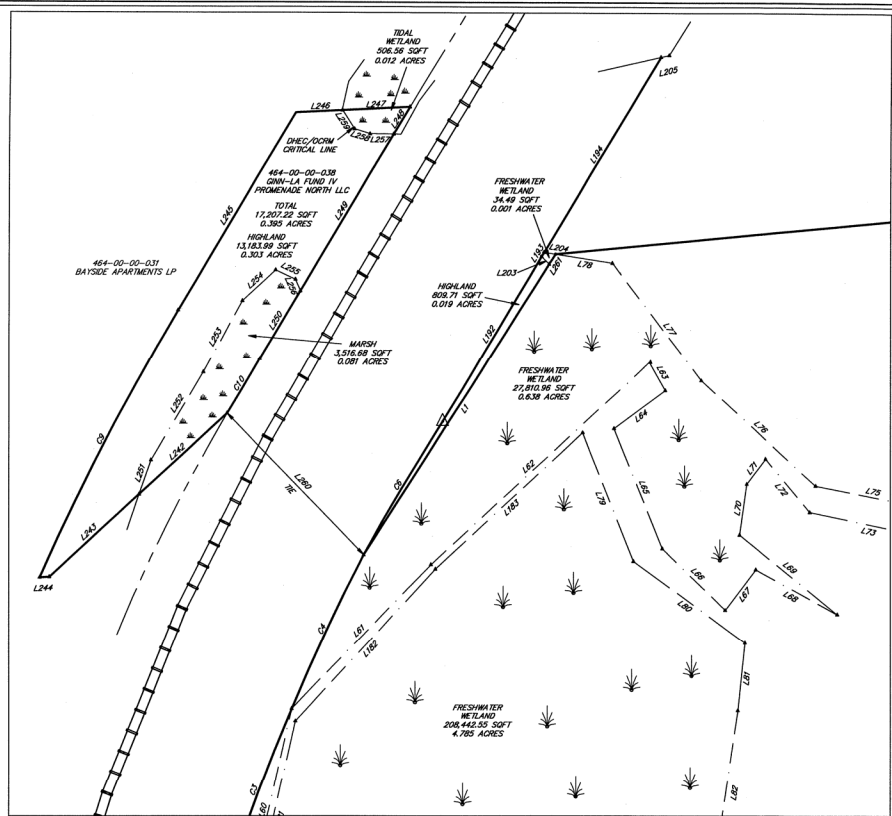 TIDAL
WETLAND
506.56 SQFT
0.012 ACRES
L205
L246
L247
L248
L259
L258
L257
DHEC/OCRM
CRITICAL LINE
464-00-00-038
GINN-LA FUND IV
PROMENADE NORTH LLC
TOTAL
17,207.22 SQFT
0.395 ACRES
HIGHLAND
13,183.99 SQFT
0.303 ACRES
L245
L249
L194
FRESHWATER
WETLAND
34.49 SQFT
0.001 ACRES
464-00-00-031
BAYSIDE APARTMENTS LP
L254
L255
L256
L193
L204
L203
L261
L78
HIGHLAND
809.71 SQFT
0.019 ACRES
L250
L253
MARSH
3,516.68 SQFT
0.081 ACRES
L192
L77
FRESHWATER
WETLAND
27,810.96 SQFT
0.638 ACRES
L63
L252
C10
L1
L64
L76
C9
L242
L251
L62
L183
L260
TIE
C6
L79
L65
L71
L72
L70
L75
L73
L243
L244
L66
L69
L67
L68
L61
L182
C4
L80
L81
FRESHWATER
WETLAND
208,442.55 SQFT
4.785 ACRES
C3
L60
L82